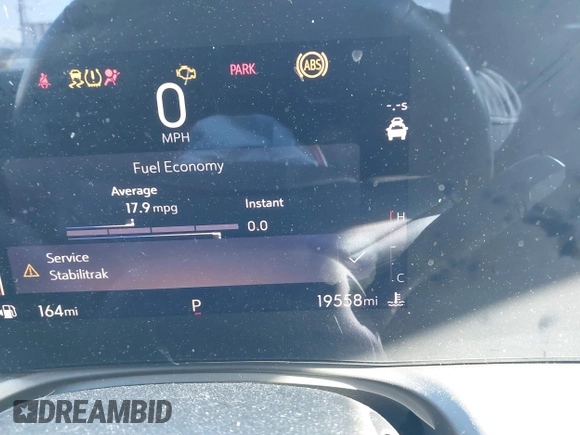 PARK
ABS
0
MPH
-.-s
Fuel Economy
Average
17.9 mpg
Instant
0.0
H
Service
Stabilitrak
C
164mi
P
19558mi
DREAMBID